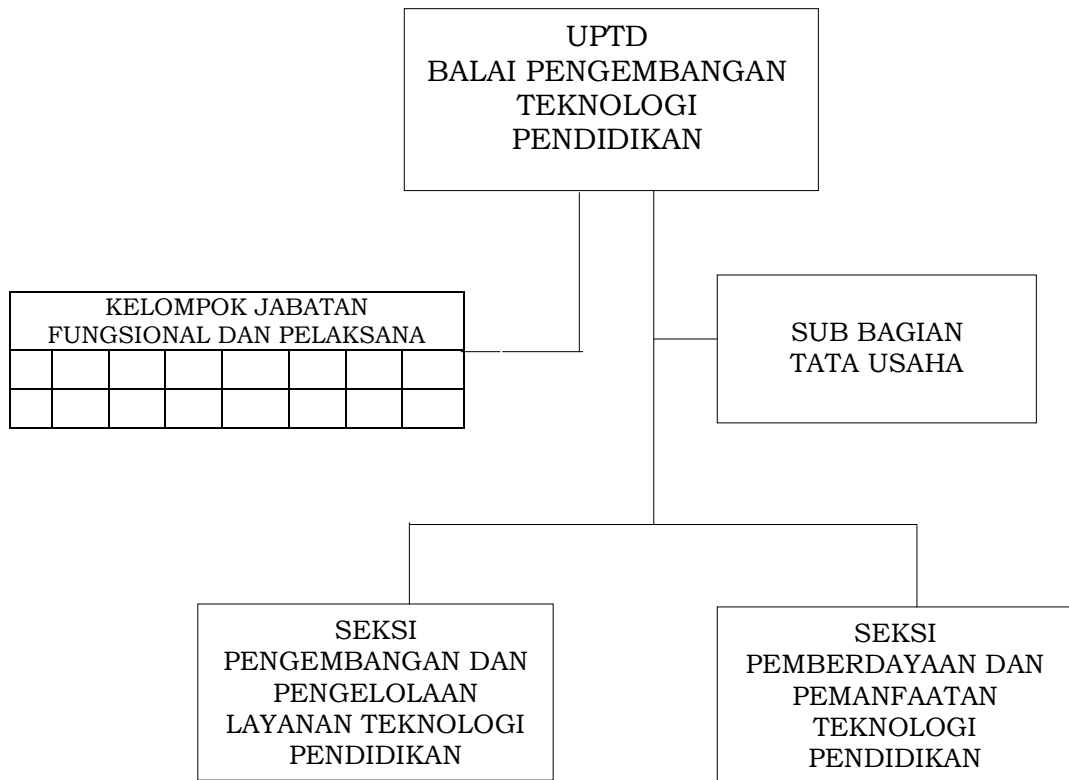 UPTD
BALAI PENGEMBANGAN
TEKNOLOGI
PENDIDIKAN
KELOMPOK JABATAN
FUNGSIONAL DAN PELAKSANA
SUB BAGIAN
TATA USAHA
SEKSI
PENGEMBANGAN DAN
PENGELOLAAN
LAYANAN TEKNOLOGI
PENDIDIKAN
SEKSI
PEMBERDAYAAN DAN
PEMANFAATAN
TEKNOLOGI
PENDIDIKAN